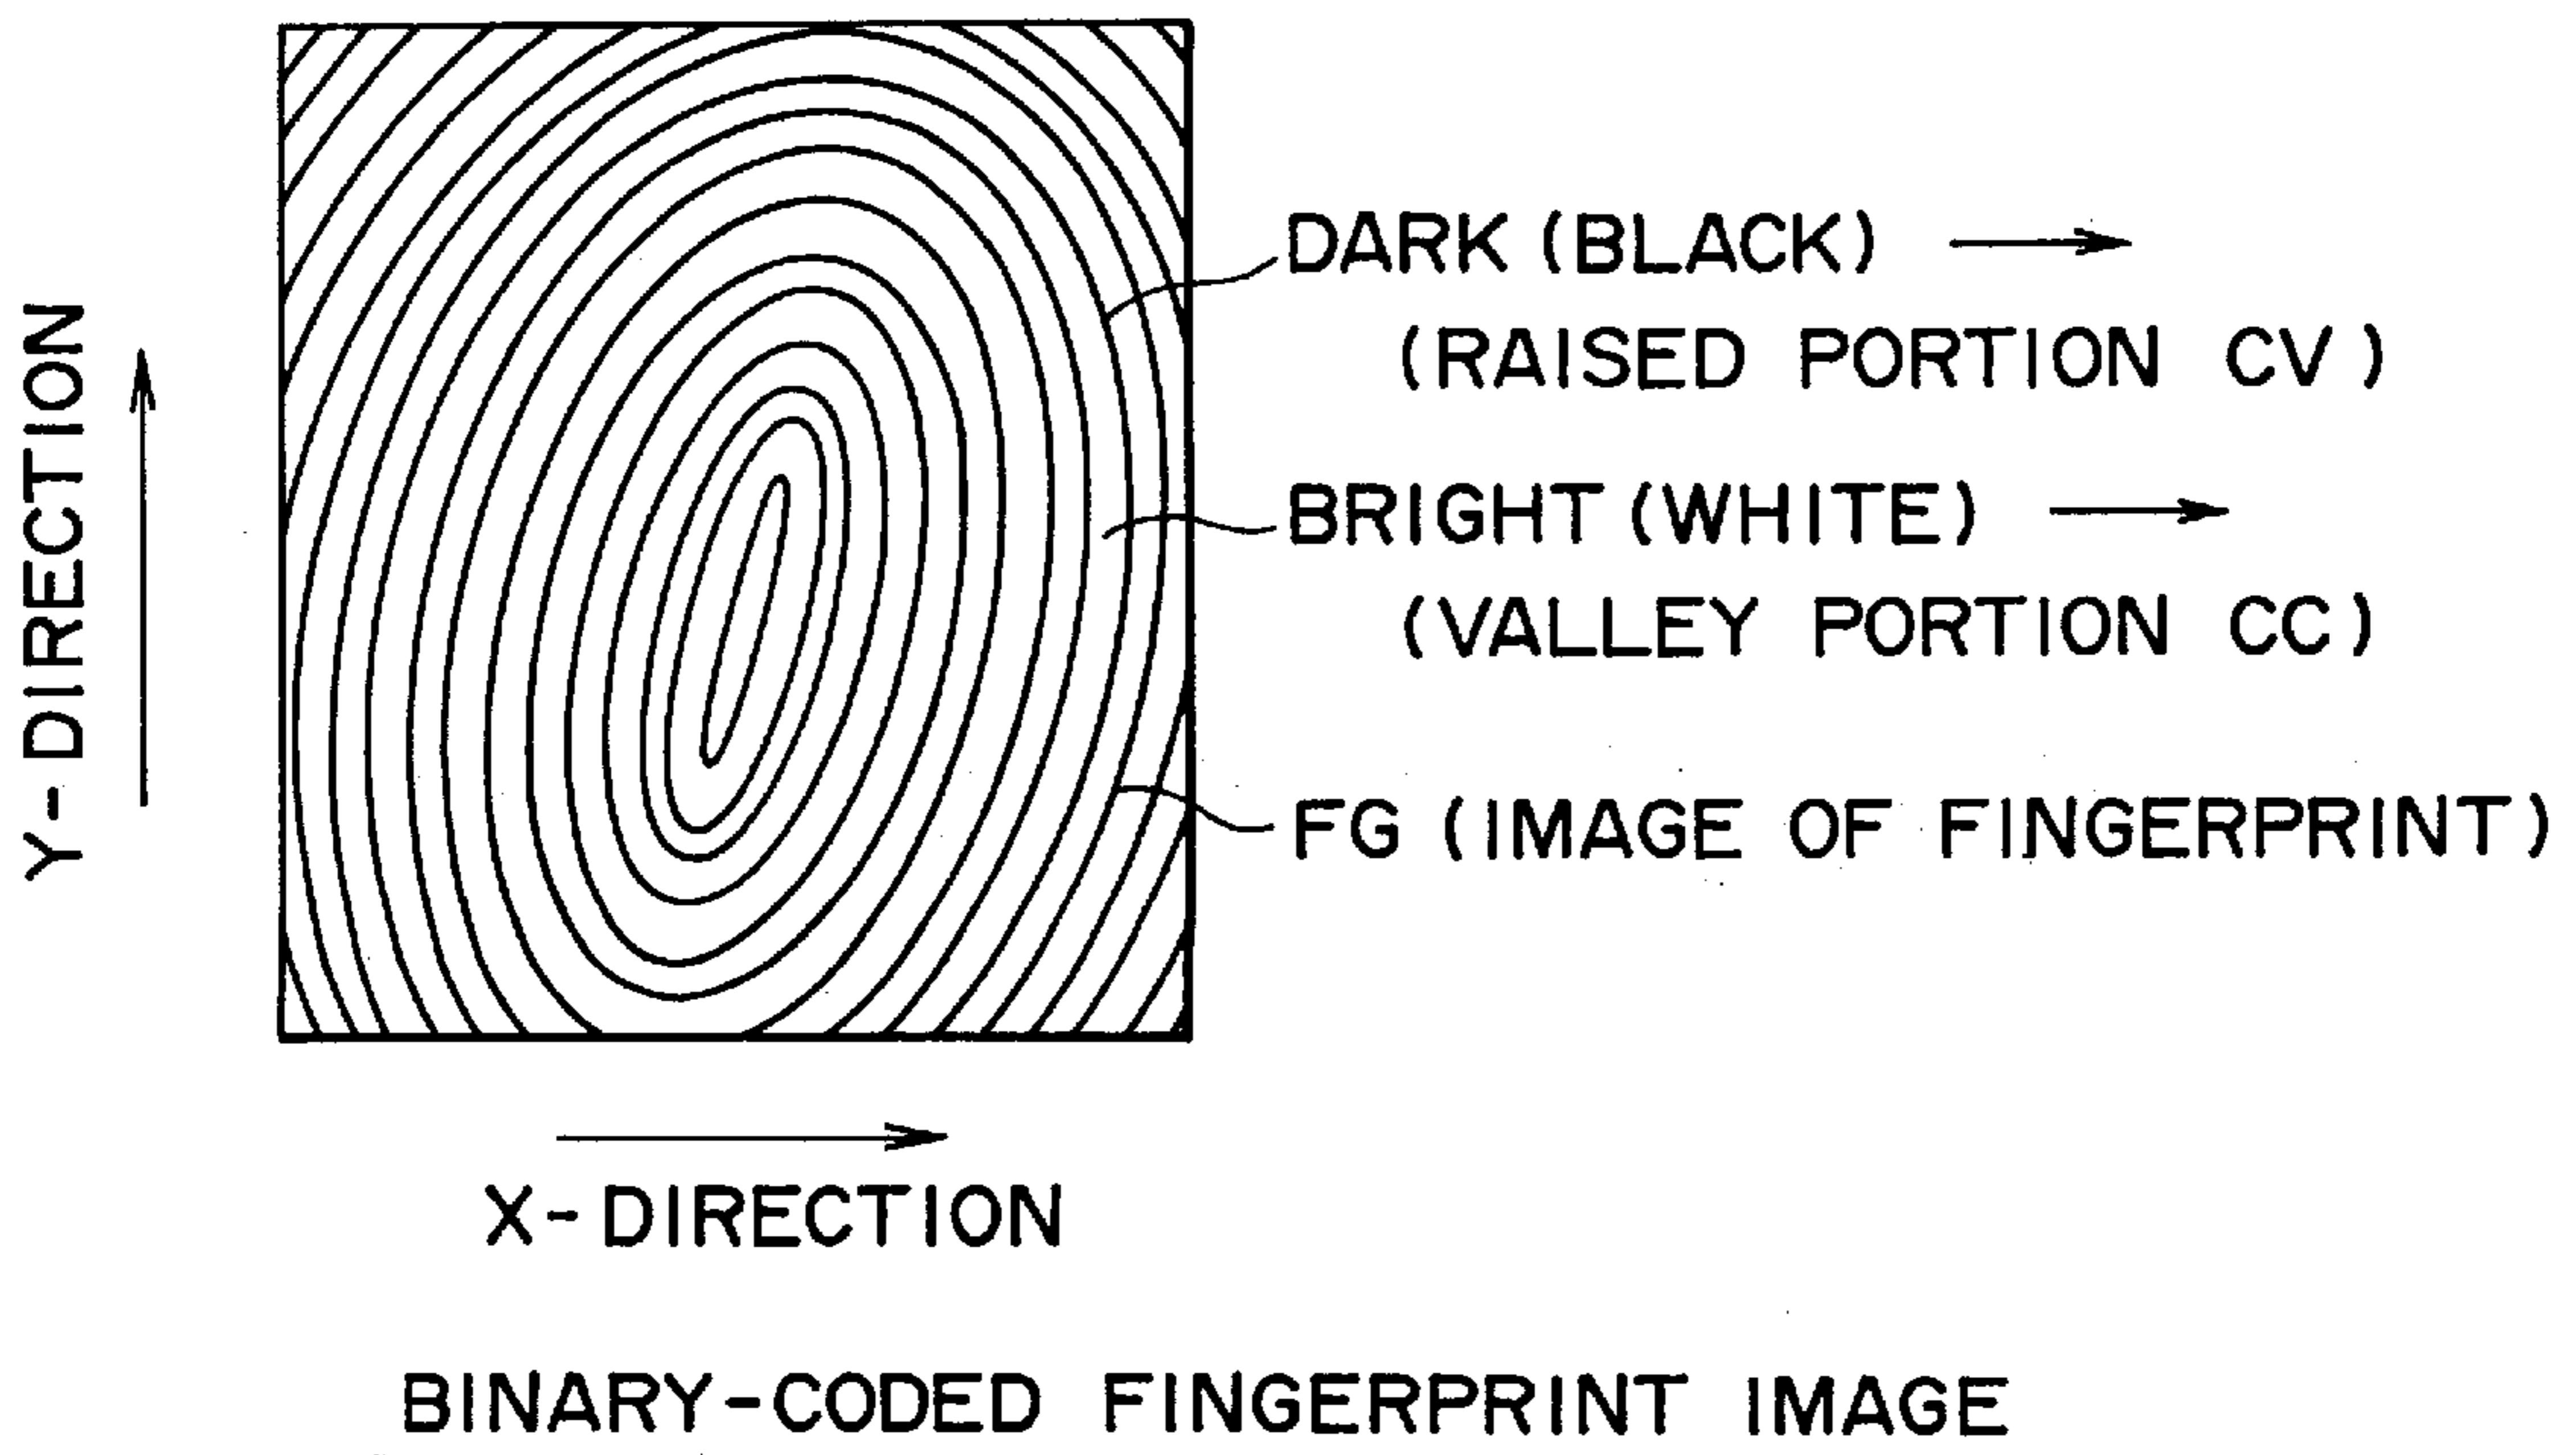 Y-DIRECTION
DARK (BLACK)
(RAISED PORTION CV)
BRIGHT (WHITE)
(VALLEY PORTION CC)
FG (IMAGE OF FINGERPRINT)
X-DIRECTION
BINARY-CODED FINGERPRINT IMAGE